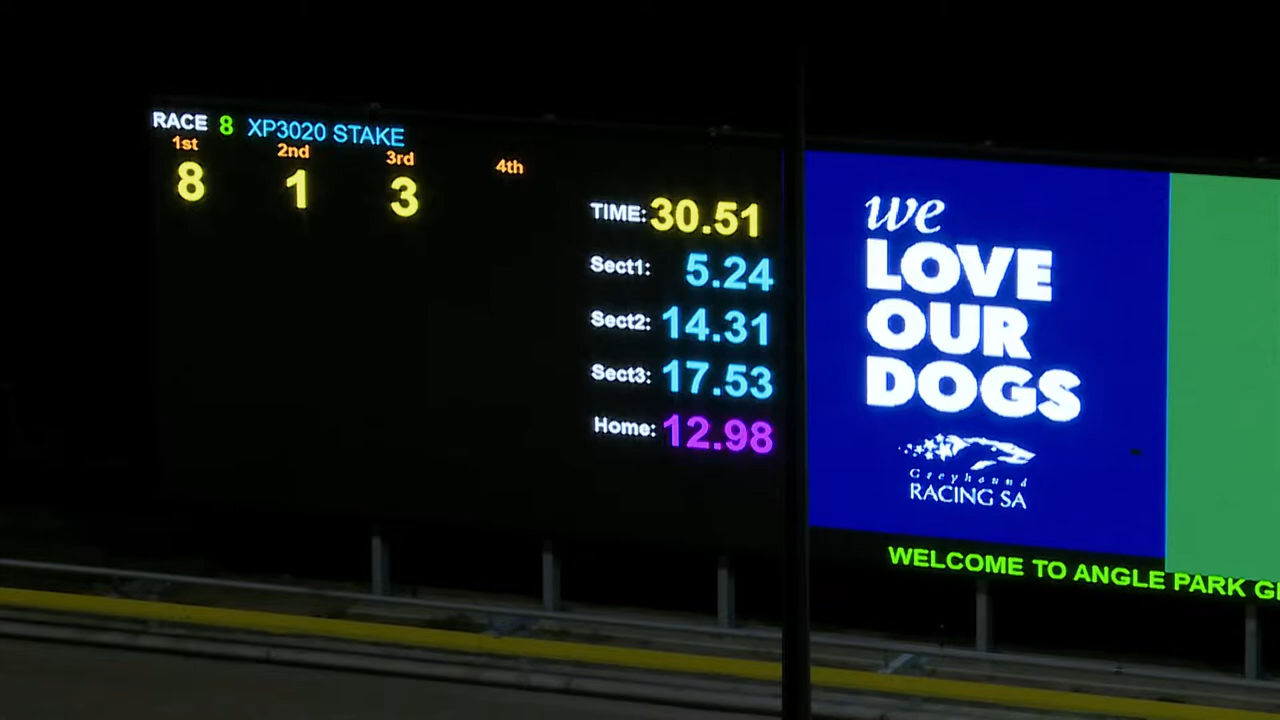 RACE 8 XP3020 STAKE
1st 2nd 3rd 4th
8 1 3
TIME: 30.51
Sect1: 5.24
Sect2: 14.31
Sect3: 17.53
Home: 12.98
we
LOVE
OUR
DOGS
Greyhound
RACING SA
WELCOME TO ANGLE PARK